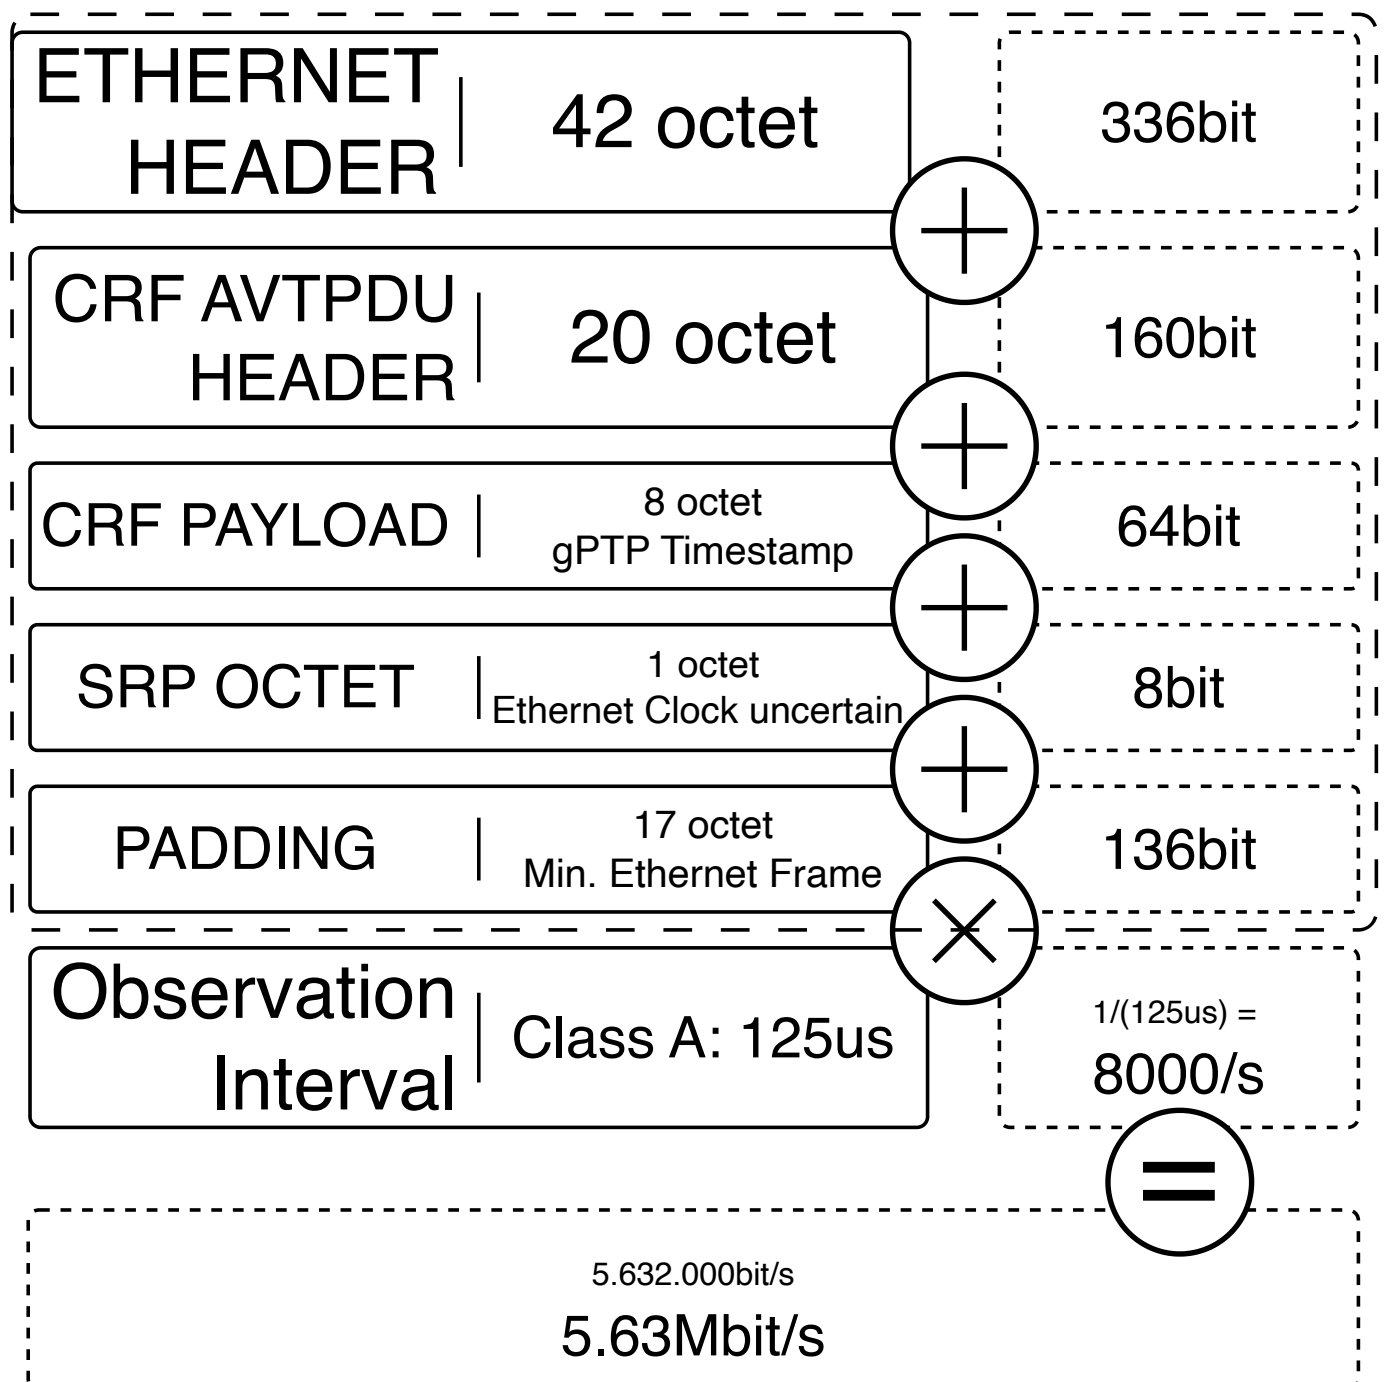 ETHERNET
HEADER
42 octet
336bit
CRF AVTPDU
HEADER
20 octet
160bit
CRF PAYLOAD
8 octet
gPTP Timestamp
64bit
SRP OCTET
1 octet
Ethernet Clock uncertain
8bit
PADDING
17 octet
Min. Ethernet Frame
136bit
Observation
Interval
Class A: 125us
1/(125us) =
8000/s
5.632.000bit/s
5.63Mbit/s